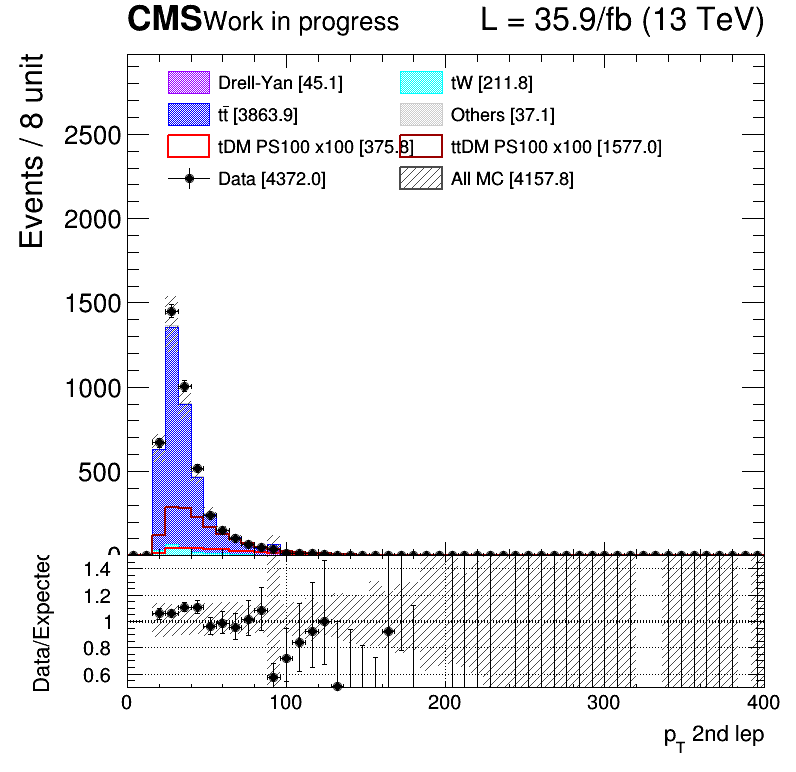 CMS Work in progress L = 35.9/fb (13 TeV)
Events / 8 unit
Drell-Yan [45.1] tW [211.8]
tt̄ [3863.9] Others [37.1]
tDM PS100 x100 [375.8] ttDM PS100 x100 [1577.0]
Data [4372.0] All MC [4157.8]
2500
2000
1500
1000
500
0
Data/Expected
1.4
1.2
1
0.8
0.6
0 100 200 300 400
p_T 2nd lep